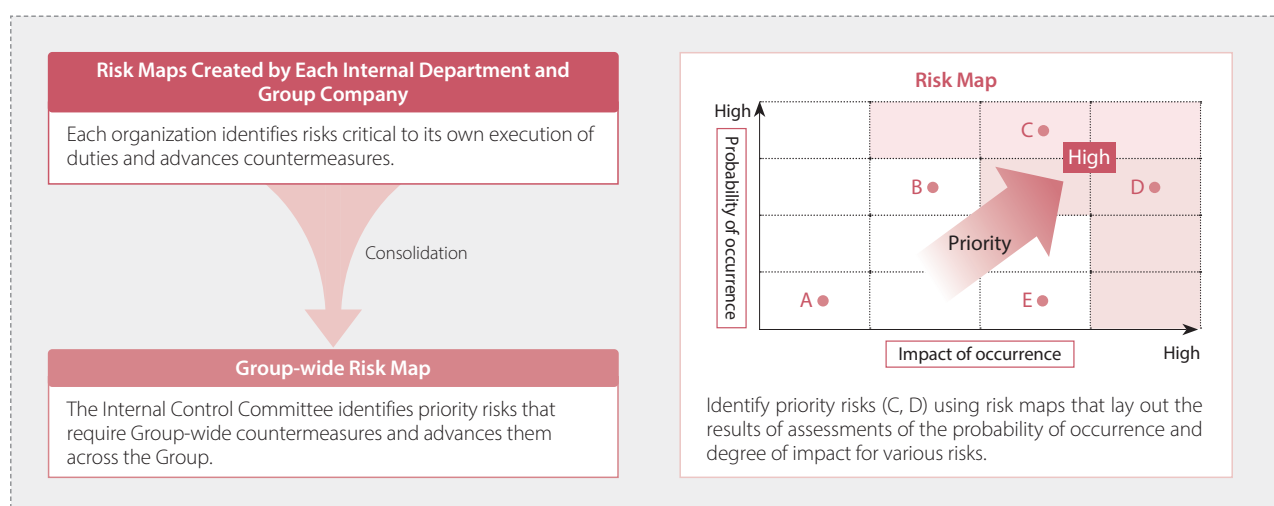 Risk Maps Created by Each Internal Department and
Group Company
Each organization identifies risks critical to its own execution of
duties and advances countermeasures.
Consolidation
Group-wide Risk Map
The Internal Control Committee identifies priority risks that
require Group-wide countermeasures and advances them
across the Group.
Risk Map
High
Probability of occurrence
C
High
B
D
Priority
A
E
Impact of occurrence
High
Identify priority risks (C, D) using risk maps that lay out the
results of assessments of the probability of occurrence and
degree of impact for various risks.